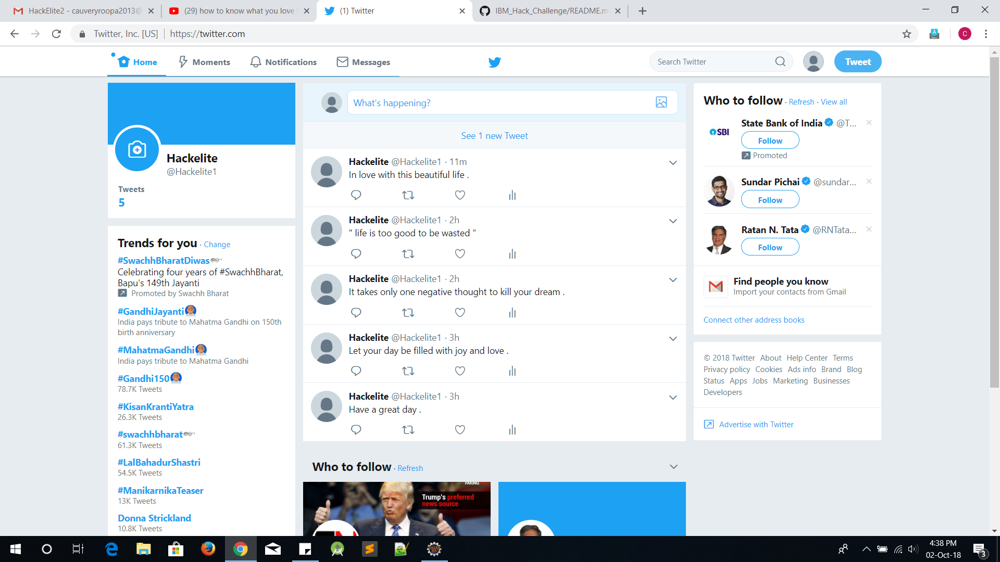 HackElite2 - cauveryroopa2013@
(29) how to know what you love
(1) Twitter
IBM_Hack_Challenge/README.m
Twitter, Inc. [US]
https://twitter.com
C
Home
Moments
Notifications
Messages
Search Twitter
Tweet
Hackelite
@Hackelite1
Tweets
5
Trends for you · Change
#SwachhBharatDiwas
Celebrating four years of #SwachhBharat,
Bapu's 149th Jayanti
Promoted by Swachh Bharat
#GandhiJayanti
India pays tribute to Mahatma Gandhi on 150th
birth anniversary
#MahatmaGandhi
India pays tribute to Mahatma Gandhi
#Gandhi150
78.7K Tweets
#KisanKrantiYatra
26.3K Tweets
#swachhbharat
61.3K Tweets
#LalBahadurShastri
54.5K Tweets
#ManikarnikaTeaser
13K Tweets
Donna Strickland
10.8K Tweets
What's happening?
See 1 new Tweet
Hackelite @Hackelite1 · 11m
In love with this beautiful life .
Hackelite @Hackelite1 · 2h
" life is too good to be wasted "
Hackelite @Hackelite1 · 2h
It takes only one negative thought to kill your dream .
Hackelite @Hackelite1 · 3h
Let your day be filled with joy and love .
Hackelite @Hackelite1 · 3h
Have a great day .
Who to follow · Refresh
FAKING
Trump's preferred
news source
Who to follow · Refresh · View all
SBI
State Bank of India @T...
Follow
Promoted
Sundar Pichai @sundar...
Follow
Ratan N. Tata @RNTata...
Follow
Find people you know
Import your contacts from Gmail
Connect other address books
© 2018 Twitter About Help Center Terms
Privacy policy Cookies Ads info Brand Blog
Status Apps Jobs Marketing Businesses
Developers
Advertise with Twitter
4:38 PM
02-Oct-18
3